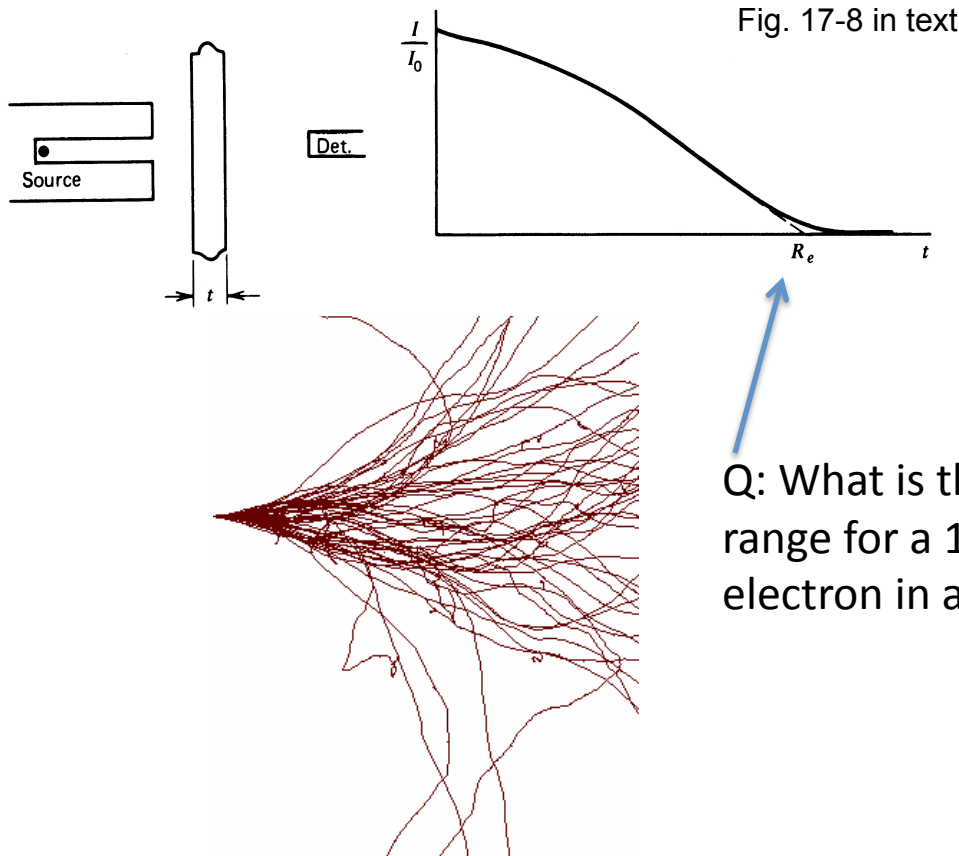 Fig. 17-8 in text
I
I₀
Source
Det.
t
Rₑ
t
Q: What is th
range for a 1
electron in a